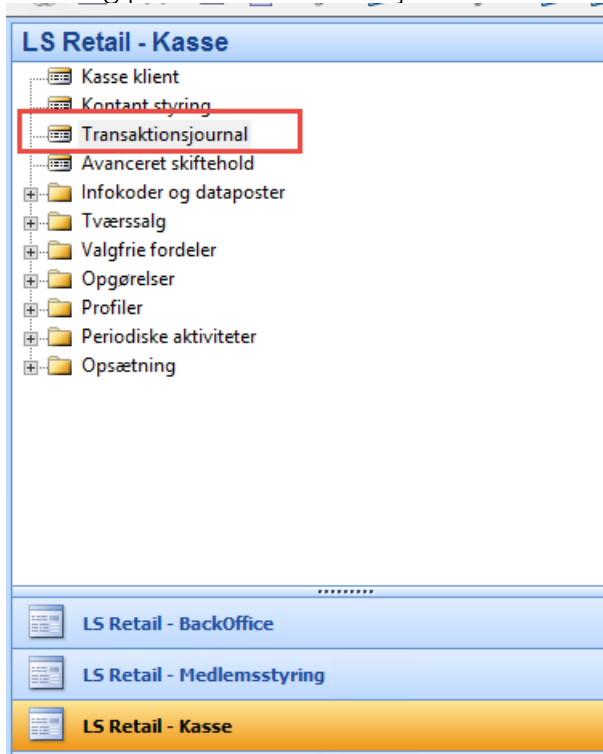 LS Retail - Kasse
Kasse klient
Kontant styring
Transaktionsjournal
Avanceret skiftehold
Infokoder og dataposter
Tværssalg
Valgfrie fordeler
Opgørelser
Profiler
Periodiske aktiviteter
Opsætning
LS Retail - BackOffice
LS Retail - Medlemsstyring
LS Retail - Kasse